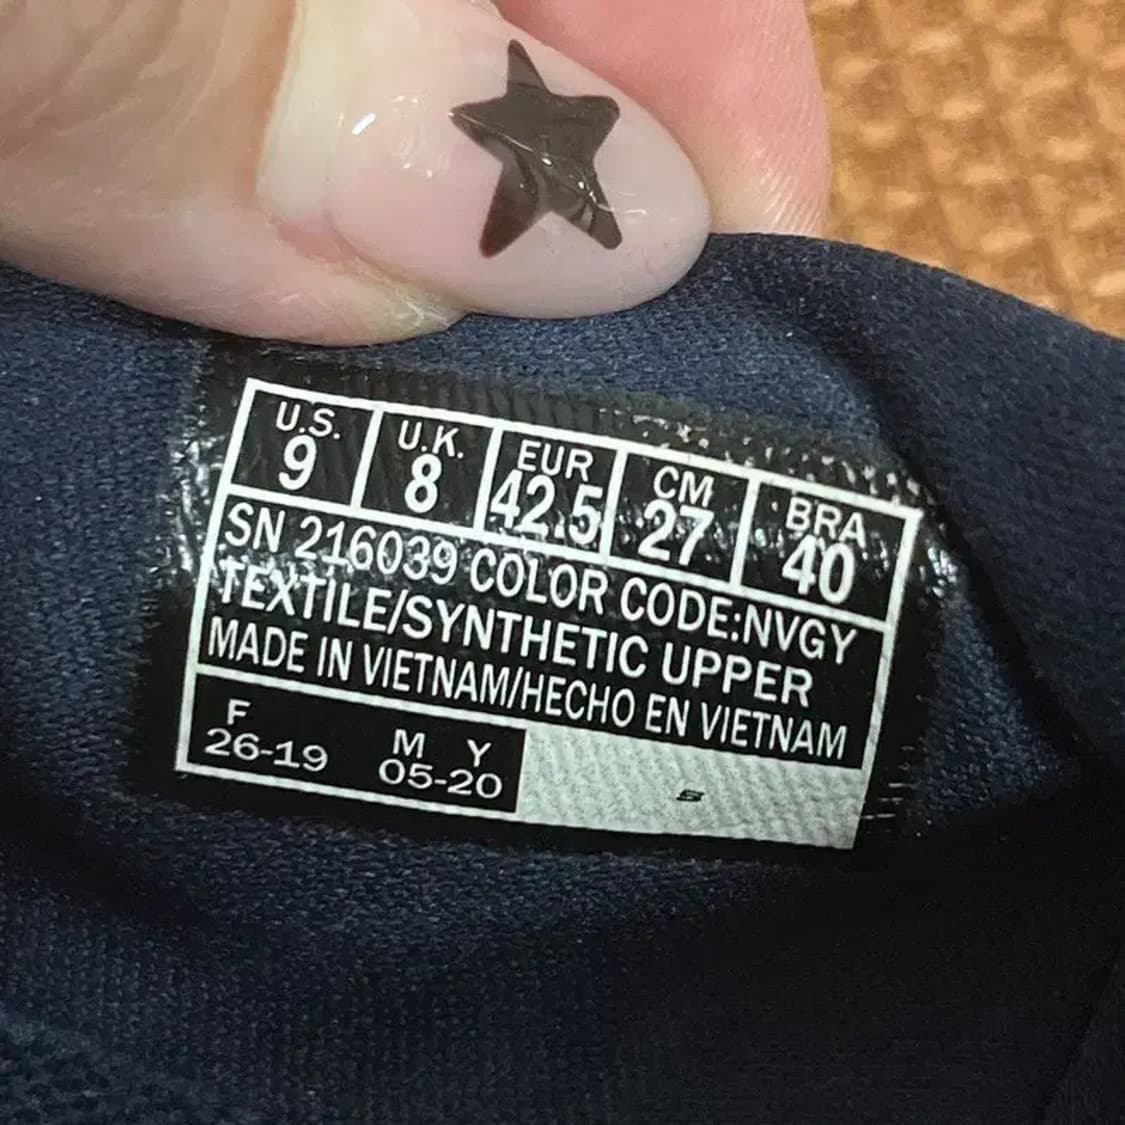 U.S. U.K. EUR CM BRA
9 8 42.5 27 40
SN 216039 COLOR CODE:NVGY
TEXTILE/SYNTHETIC UPPER
MADE IN VIETNAM/HECHO EN VIETNAM
F M Y
26-19 05-20